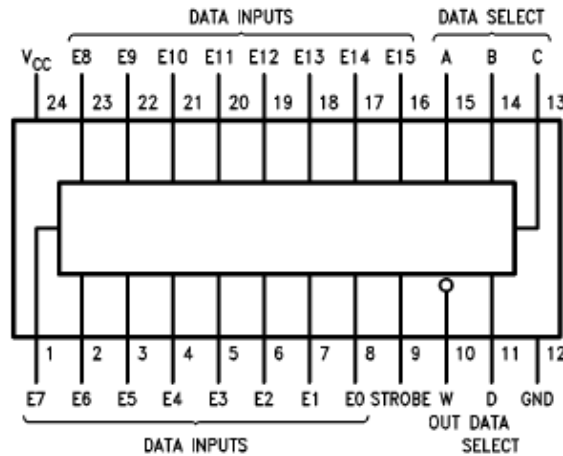 DATA INPUTS DATA SELECT
VCC E8 E9 E10 E11 E12 E13 E14 E15 A B C
24 23 22 21 20 19 18 17 16 15 14 13
1 2 3 4 5 6 7 8 9 10 11 12
E7 E6 E5 E4 E3 E2 E1 E0 STROBE W D GND
OUT DATA
DATA INPUTS SELECT